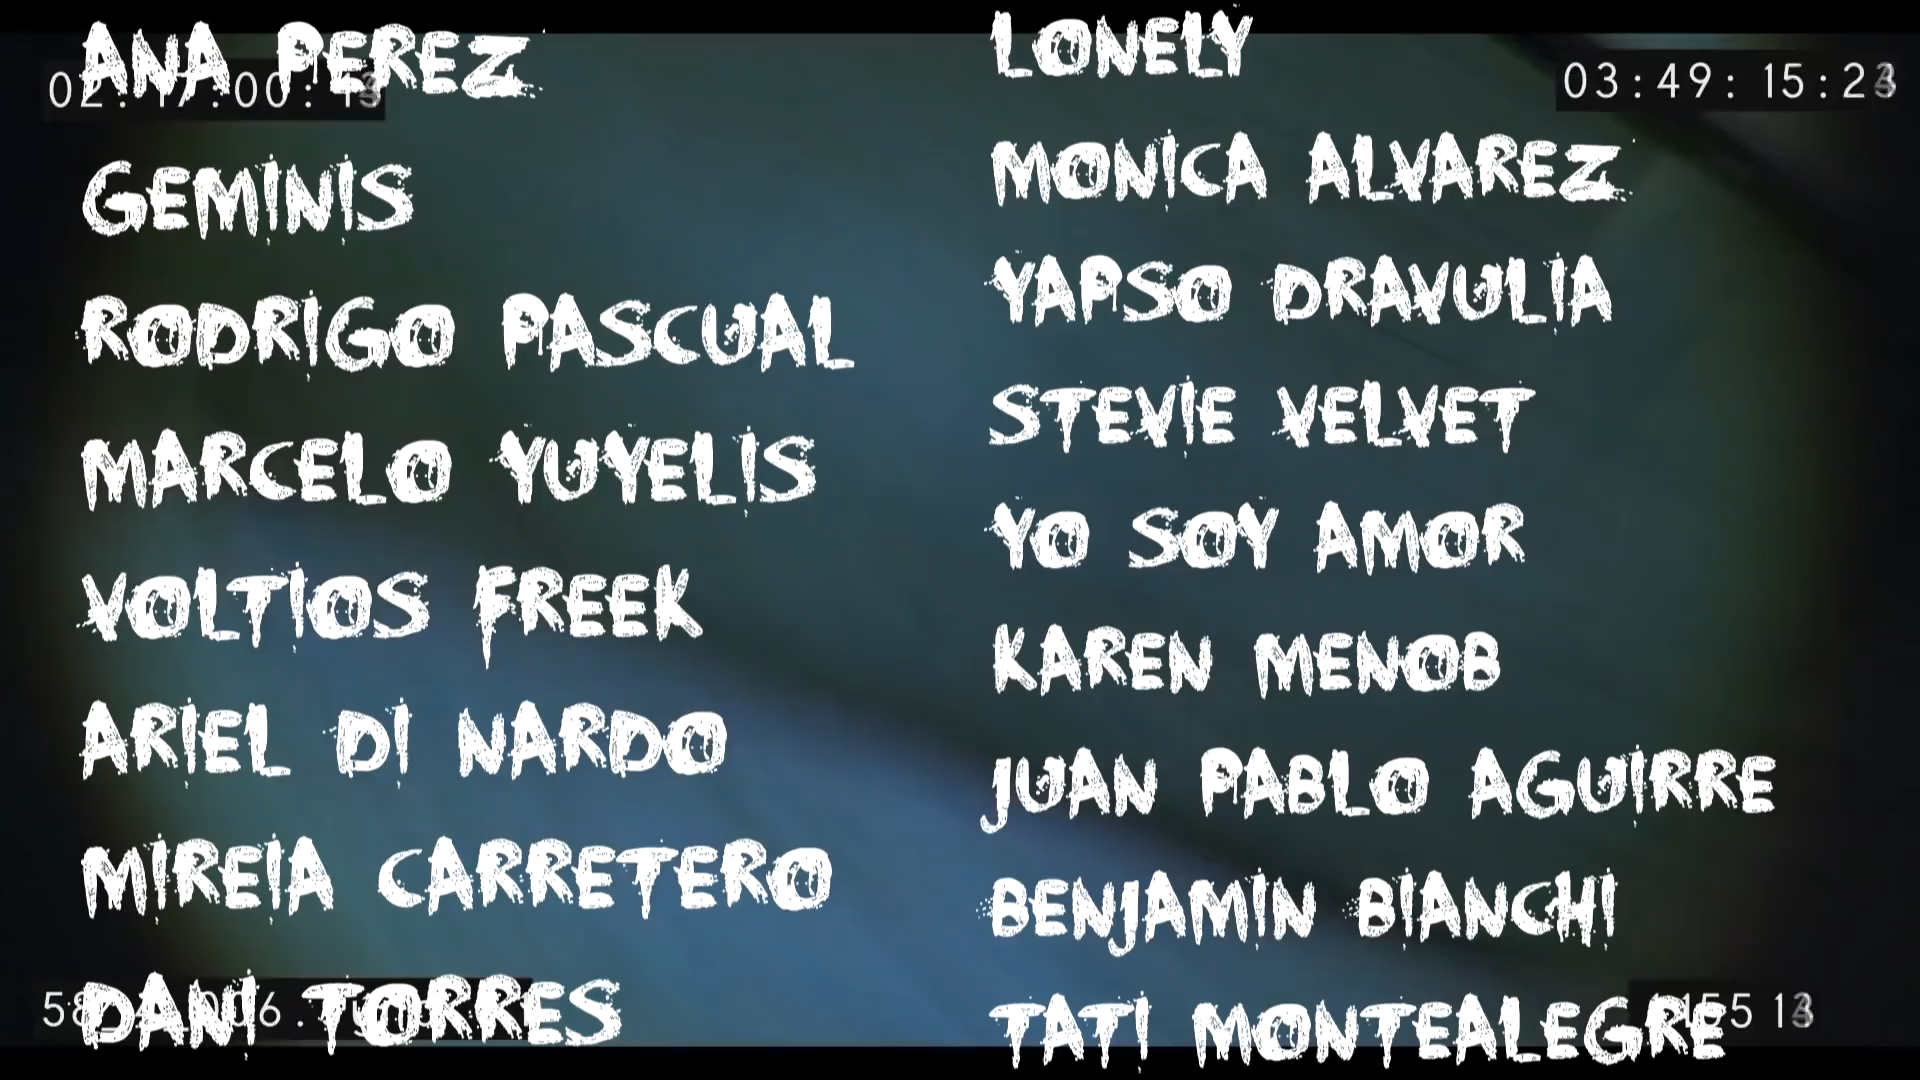 ANA PEREZ
GEMINIS
RODRIGO PASCUAL
MARCELO YUYELIS
VOLTIOS FREEK
ARIEL DI NARDO
MIREIA CARRETERO
DANI TORRES
LONELY
03:49:15:23
MONICA ALVAREZ
YAPSO DRAVULIA
STEVIE VELVET
YO SOY AMOR
KAREN MENOB
JUAN PABLO AGUIRRE
BENJAMIN BIANCHI
TATI MONTEALEGRE